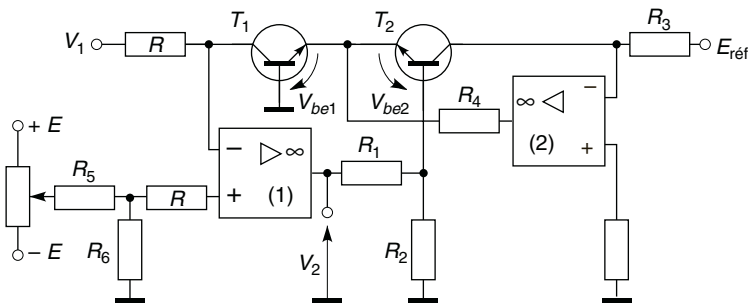 T1 T2 R3
V1 R Eréf
Vbe1 Vbe2 R4 ∞ −
+ E − ∞ R1 (2) +
R5 R + (1)
− E R6 V2 R2